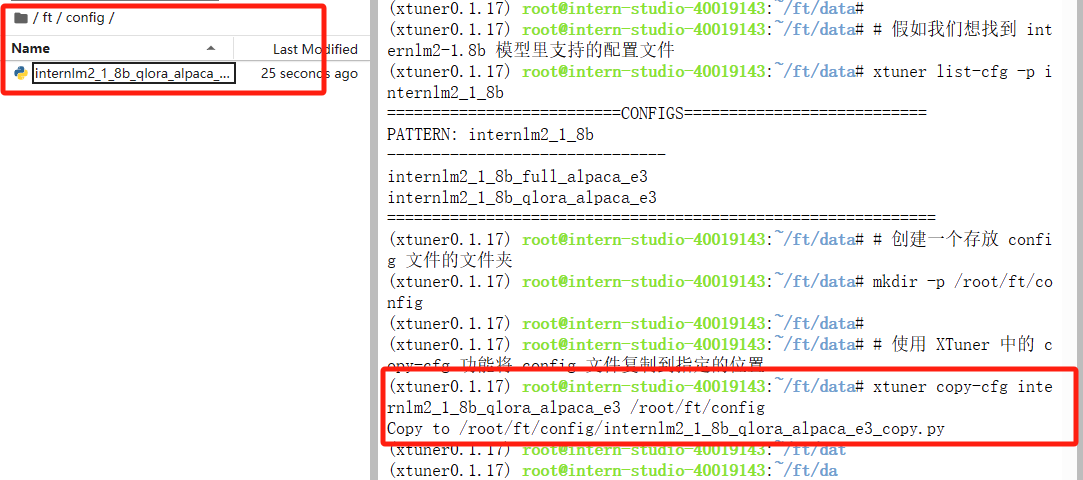 / ft / config /
Name Last Modified
internlm2_1_8b_qlora_alpaca_... 25 seconds ago
(xtuner0.1.17) root@intern-studio-40019143:~/ft/data#
(xtuner0.1.17) root@intern-studio-40019143:~/ft/data# # 假如我们想找到 int
ernlm2-1.8b 模型里支持的配置文件
(xtuner0.1.17) root@intern-studio-40019143:~/ft/data# xtuner list-cfg -p i
nternlm2_1_8b
==========================CONFIGS===========================
PATTERN: internlm2_1_8b
-------------------------------
internlm2_1_8b_full_alpaca_e3
internlm2_1_8b_qlora_alpaca_e3
=============================================================
(xtuner0.1.17) root@intern-studio-40019143:~/ft/data# # 创建一个存放 confi
g 文件的文件夹
(xtuner0.1.17) root@intern-studio-40019143:~/ft/data# mkdir -p /root/ft/co
nfig
(xtuner0.1.17) root@intern-studio-40019143:~/ft/data#
(xtuner0.1.17) root@intern-studio-40019143:~/ft/data# # 使用 XTuner 中的 c
opy-cfg 功能将 config 文件复制到指定的位置
(xtuner0.1.17) root@intern-studio-40019143:~/ft/data# xtuner copy-cfg inte
rnlm2_1_8b_qlora_alpaca_e3 /root/ft/config
Copy to /root/ft/config/internlm2_1_8b_qlora_alpaca_e3_copy.py
(xtuner0.1.17) root@intern-studio-40019143:~/ft/dat
(xtuner0.1.17) root@intern-studio-40019143:~/ft/da